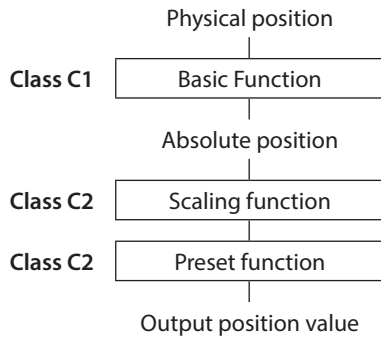 Physical position
Class C1 Basic Function
Absolute position
Class C2 Scaling function
Class C2 Preset function
Output position value